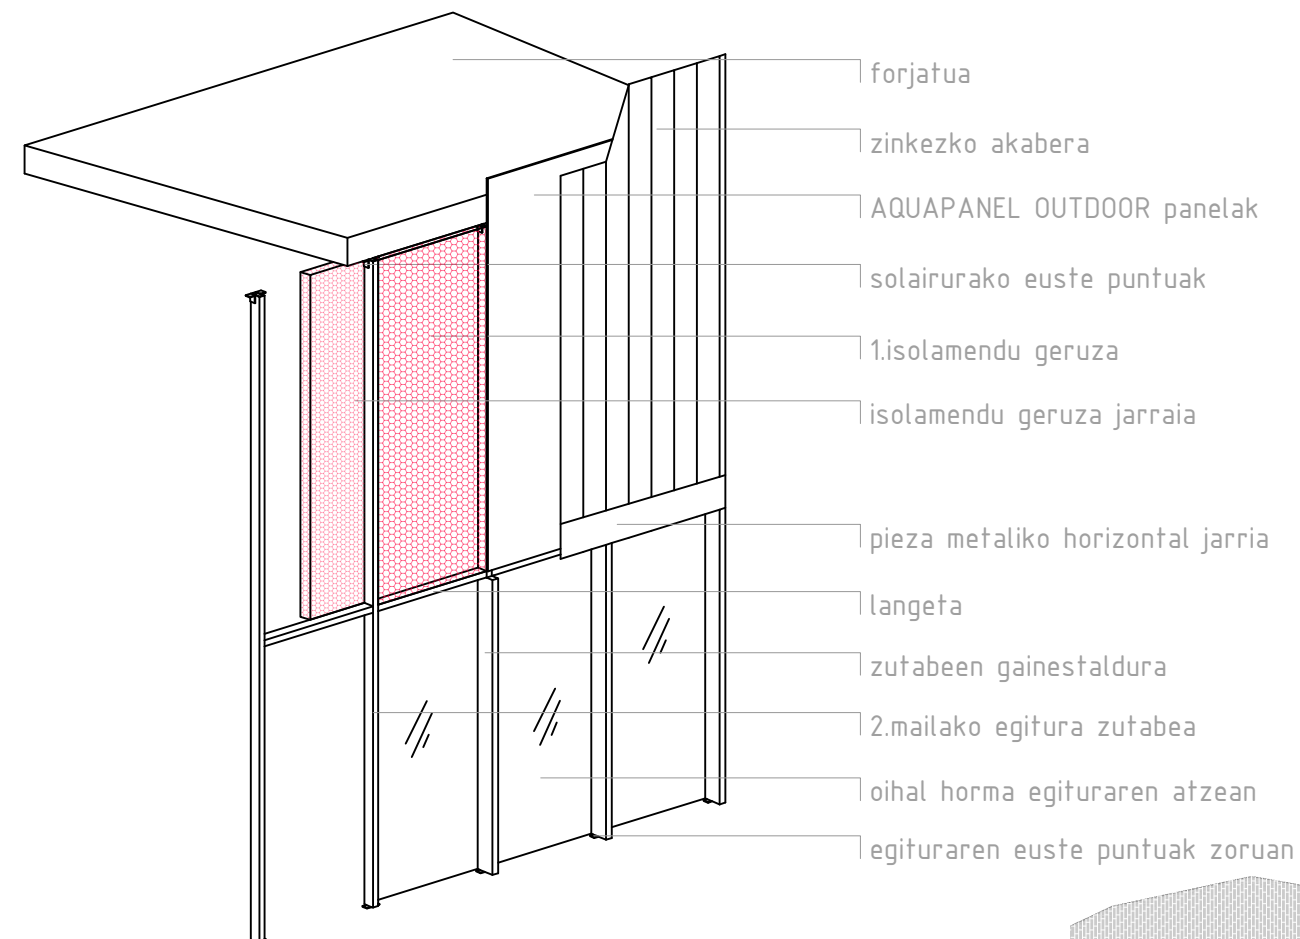 forjatua
zinkezko akabera
AQUAPANEL OUTDOOR panelak
solairurako euste puntuak
1.isolamendu geruza
isolamendu geruza jarraia
pieza metaliko horizontal jarria
langeta
zutabeen gainestaldura
2.mailako egitura zutabea
oihal horma egituraren atzean
egituraren euste puntuak zoruan